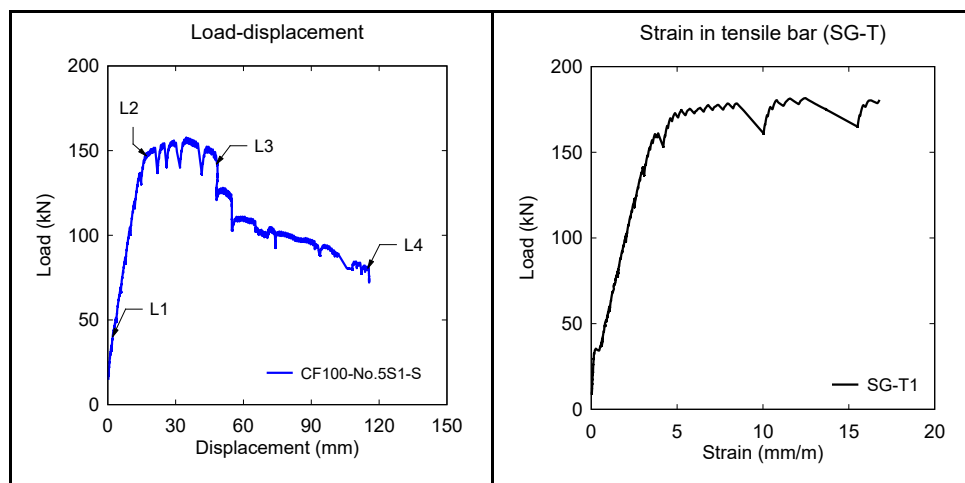 Load-displacement
200
150
100
50
0
Load (kN)
L2
L3
L4
L1
CF100-No.5S1-S
0 30 60 90 120 150
Displacement (mm)
Strain in tensile bar (SG-T)
200
150
100
50
0
Load (kN)
SG-T1
0 5 10 15 20
Strain (mm/m)